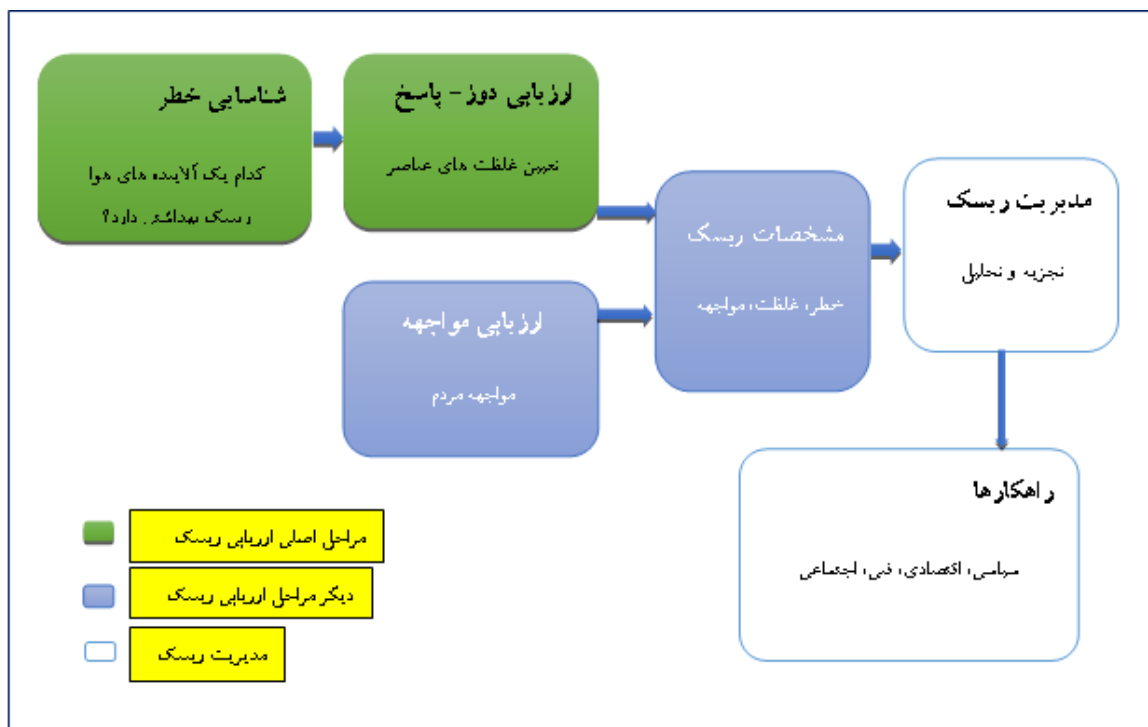 شناسایی خطر
کدام یک آلاینده های هوا
ریسک بهداشتی دارد؟
ارزیابی دوز - پاسخ
تعیین غلظت های عناصر
ارزیابی مواجهه
مواجهه مردم
مشخصات ریسک
خطر، غلظت، مواجهه
مدیریت ریسک
تجزیه و تحلیل
راهکارها
سیاسی، اقتصادی، فنی، اجتماعی
مراحل اصلی ارزیابی ریسک
دیگر مراحل ارزیابی ریسک
مدیریت ریسک